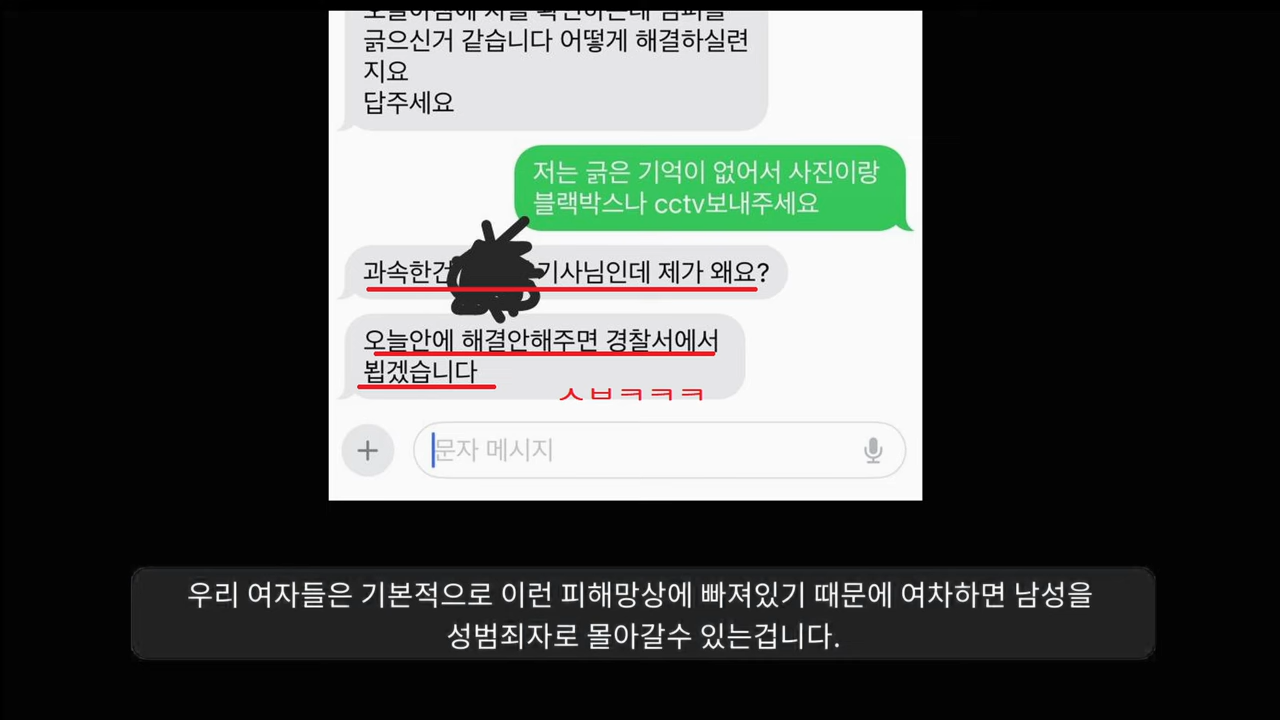 긁으신거 같습니다 어떻게 해결하실련
지요
답주세요
저는 긁은 기억이 없어서 사진이랑
블랙박스나 cctv보내주세요
과속한건 기사님인데 제가 왜요?
오늘안에 해결안해주면 경찰서에서
뵙겠습니다
문자 메시지
우리 여자들은 기본적으로 이런 피해망상에 빠져있기 때문에 여차하면 남성을
성범죄자로 몰아갈수 있는겁니다.